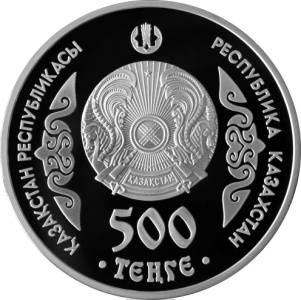 ҚАЗАҚСТАН РЕСПУБЛИКАСЫ
РЕСПУБЛИКА КАЗАХСТАН
ҚАЗАҚСТАН
500
ТЕҢГЕ